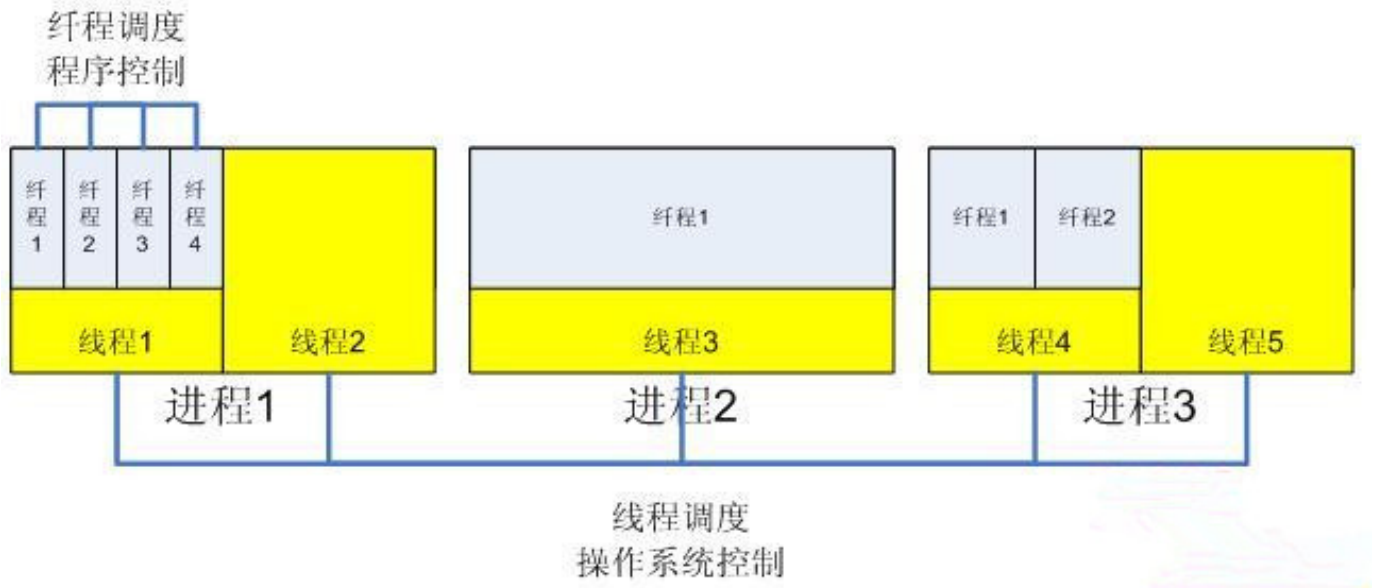 纤程调度
程序控制
纤程1
纤程2
纤程3
纤程4
纤程1
纤程1
纤程2
线程1
线程2
线程3
线程4
线程5
进程1
进程2
进程3
线程调度
操作系统控制